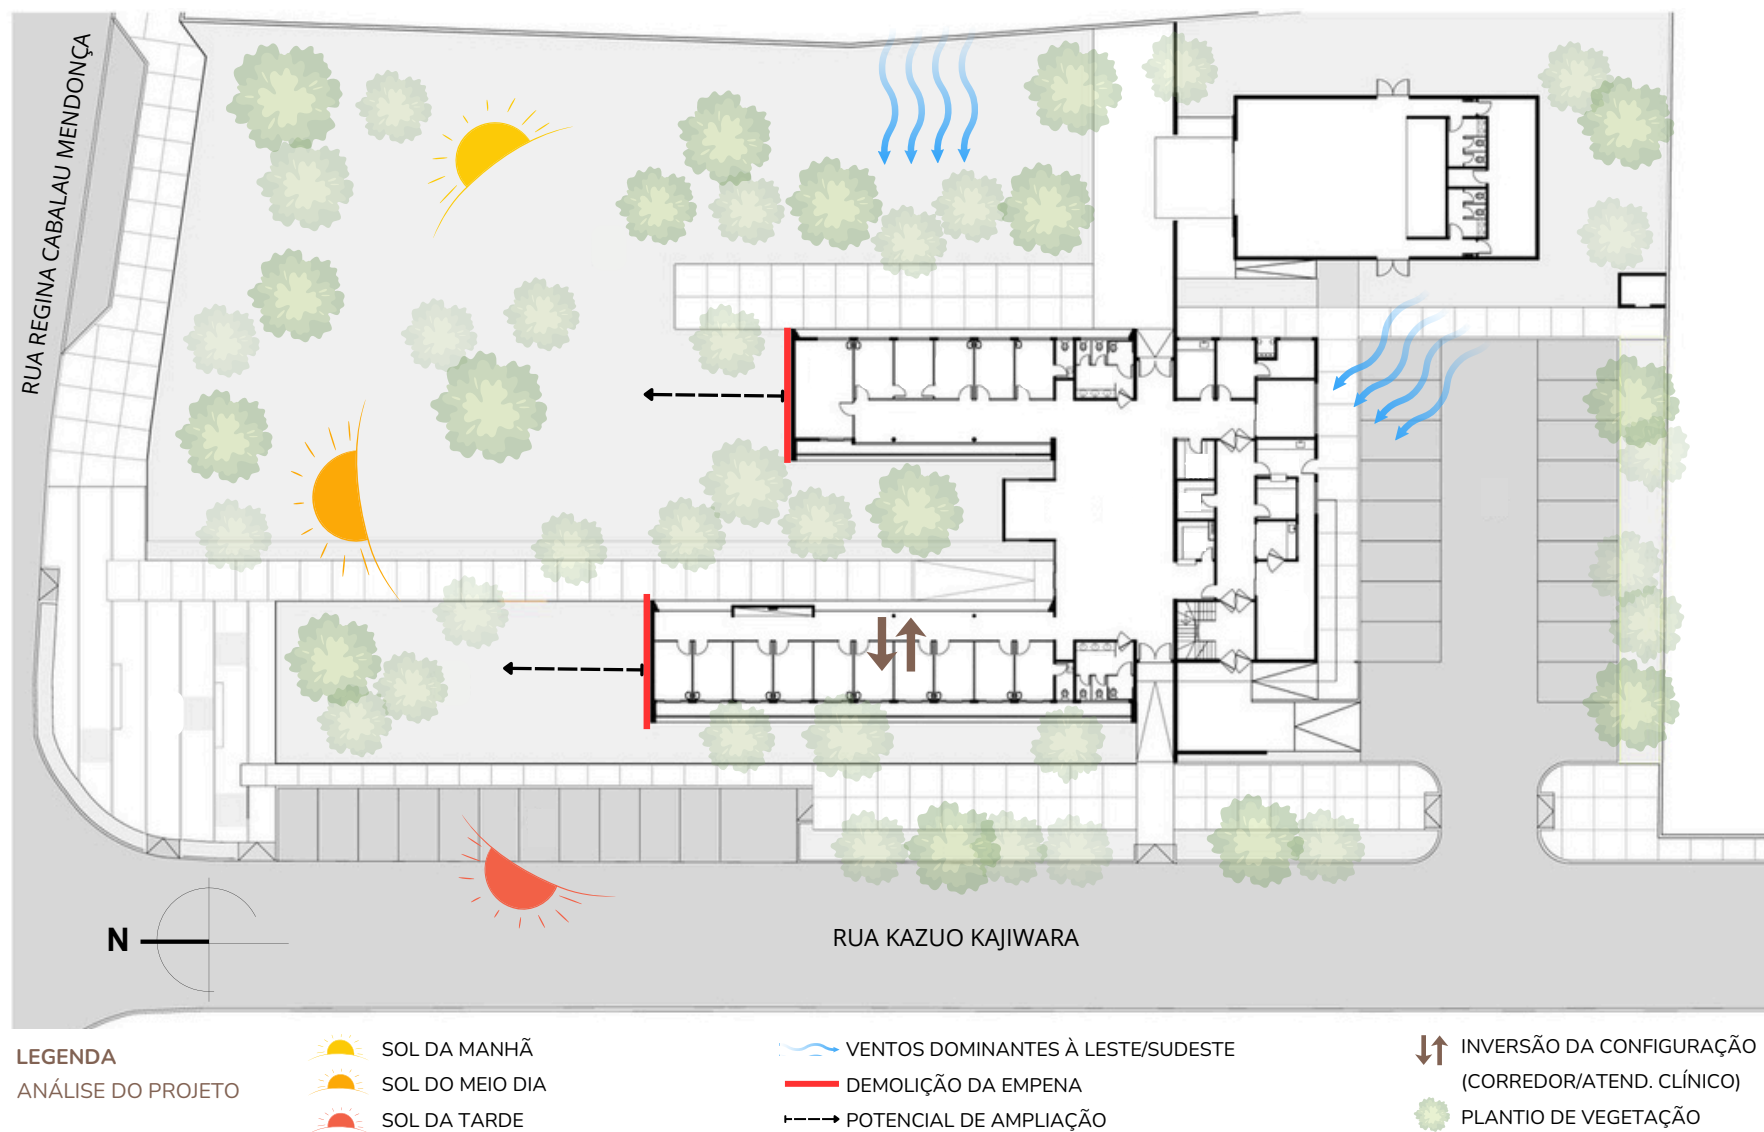 RUA REGINA CABALAU MENDONÇA
N
RUA KAZUO KAJIWARA
LEGENDA
ANÁLISE DO PROJETO
SOL DA MANHÃ
SOL DO MEIO DIA
SOL DA TARDE
VENTOS DOMINANTES À LESTE/SUDESTE
DEMOLIÇÃO DA EMPENA
POTENCIAL DE AMPLIAÇÃO
INVERSÃO DA CONFIGURAÇÃO
(CORREDOR/ATEND. CLÍNICO)
PLANTIO DE VEGETAÇÃO